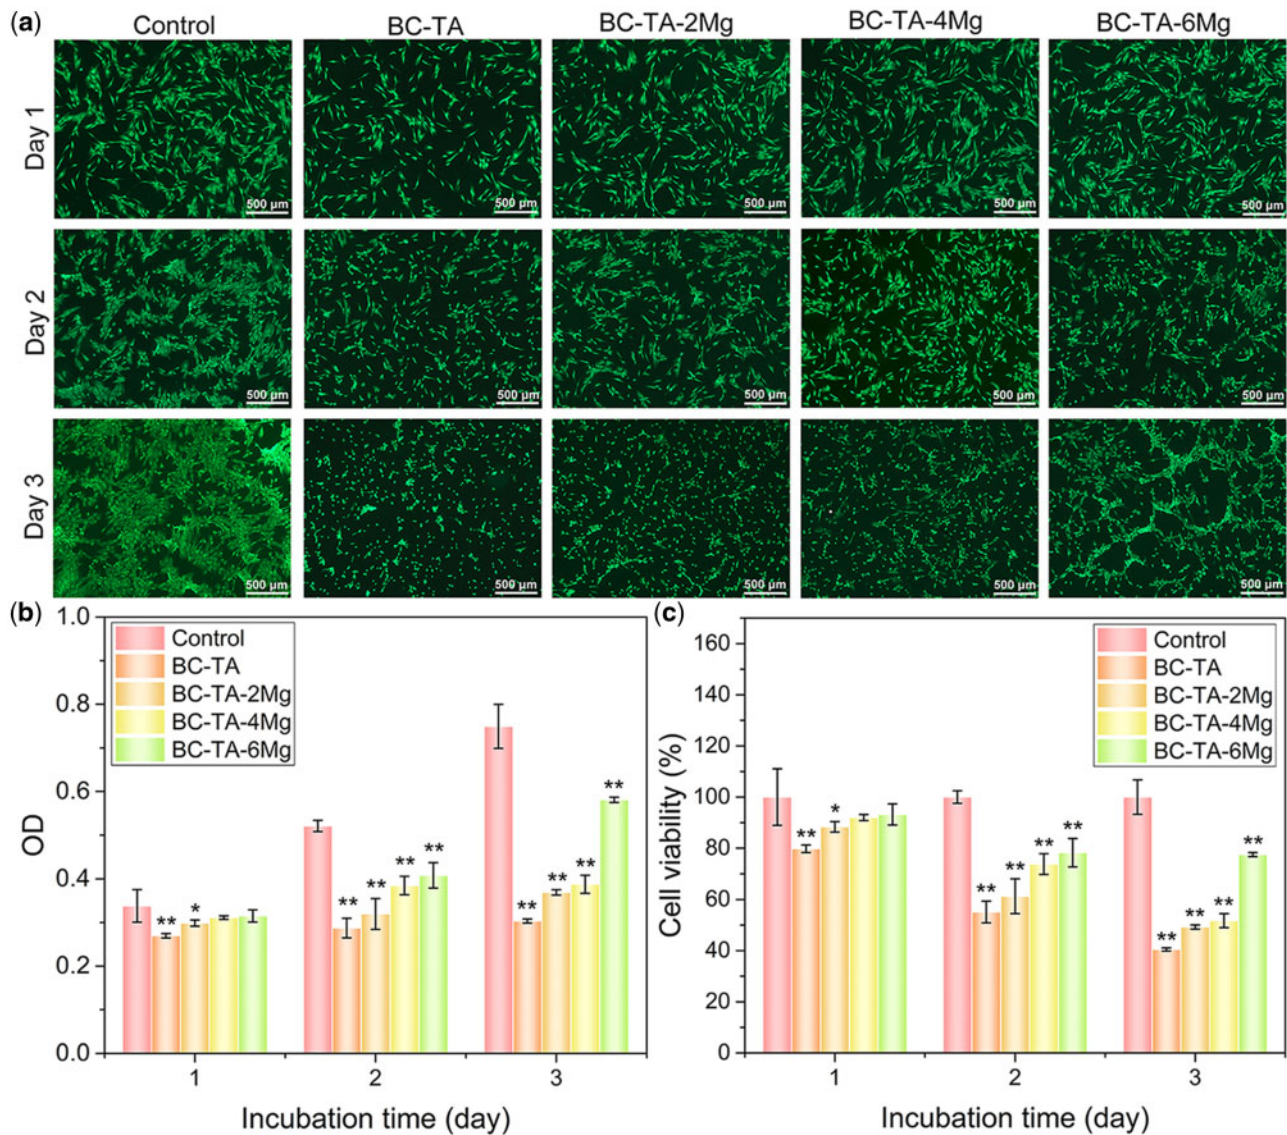 (a) Control BC-TA BC-TA-2Mg BC-TA-4Mg BC-TA-6Mg
Day 1
500 µm 500 µm 500 µm 500 µm 500 µm
Day 2
500 µm 500 µm 500 µm 500 µm 500 µm
Day 3
500 µm 500 µm 500 µm 500 µm 500 µm
(b)
1.0
0.8
0.6
0.4
0.2
0.0
OD
Control
BC-TA
BC-TA-2Mg
BC-TA-4Mg
BC-TA-6Mg
** *
** ** ** **
** ** ** **
1 2 3
Incubation time (day)
(c)
160
140
120
100
80
60
40
20
0
Cell viability (%)
Control
BC-TA
BC-TA-2Mg
BC-TA-4Mg
BC-TA-6Mg
** *
** ** ** **
** ** ** **
1 2 3
Incubation time (day)